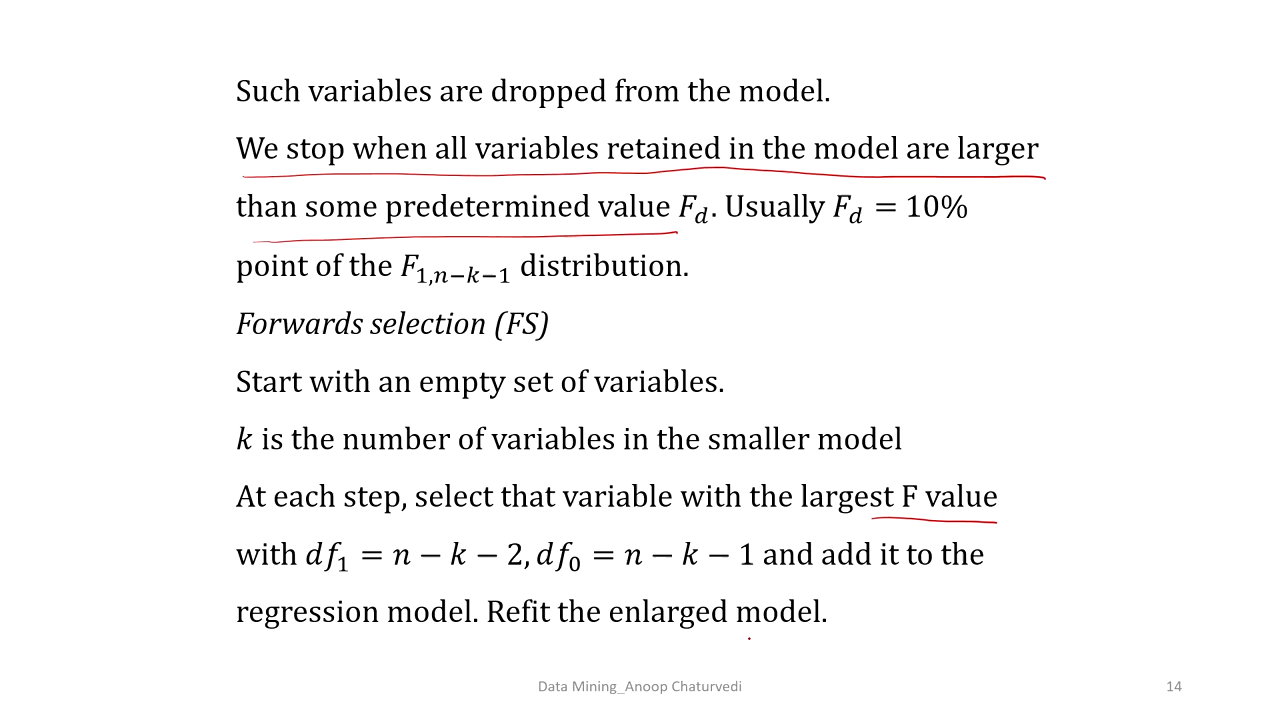 Such variables are dropped from the model.
We stop when all variables retained in the model are larger
than some predetermined value F_d. Usually F_d = 10%
point of the F_{1,n−k−1} distribution.
Forwards selection (FS)
Start with an empty set of variables.
k is the number of variables in the smaller model
At each step, select that variable with the largest F value
with df_1 = n − k − 2, df_0 = n − k − 1 and add it to the
regression model. Refit the enlarged model.
Data Mining_Anoop Chaturvedi
14